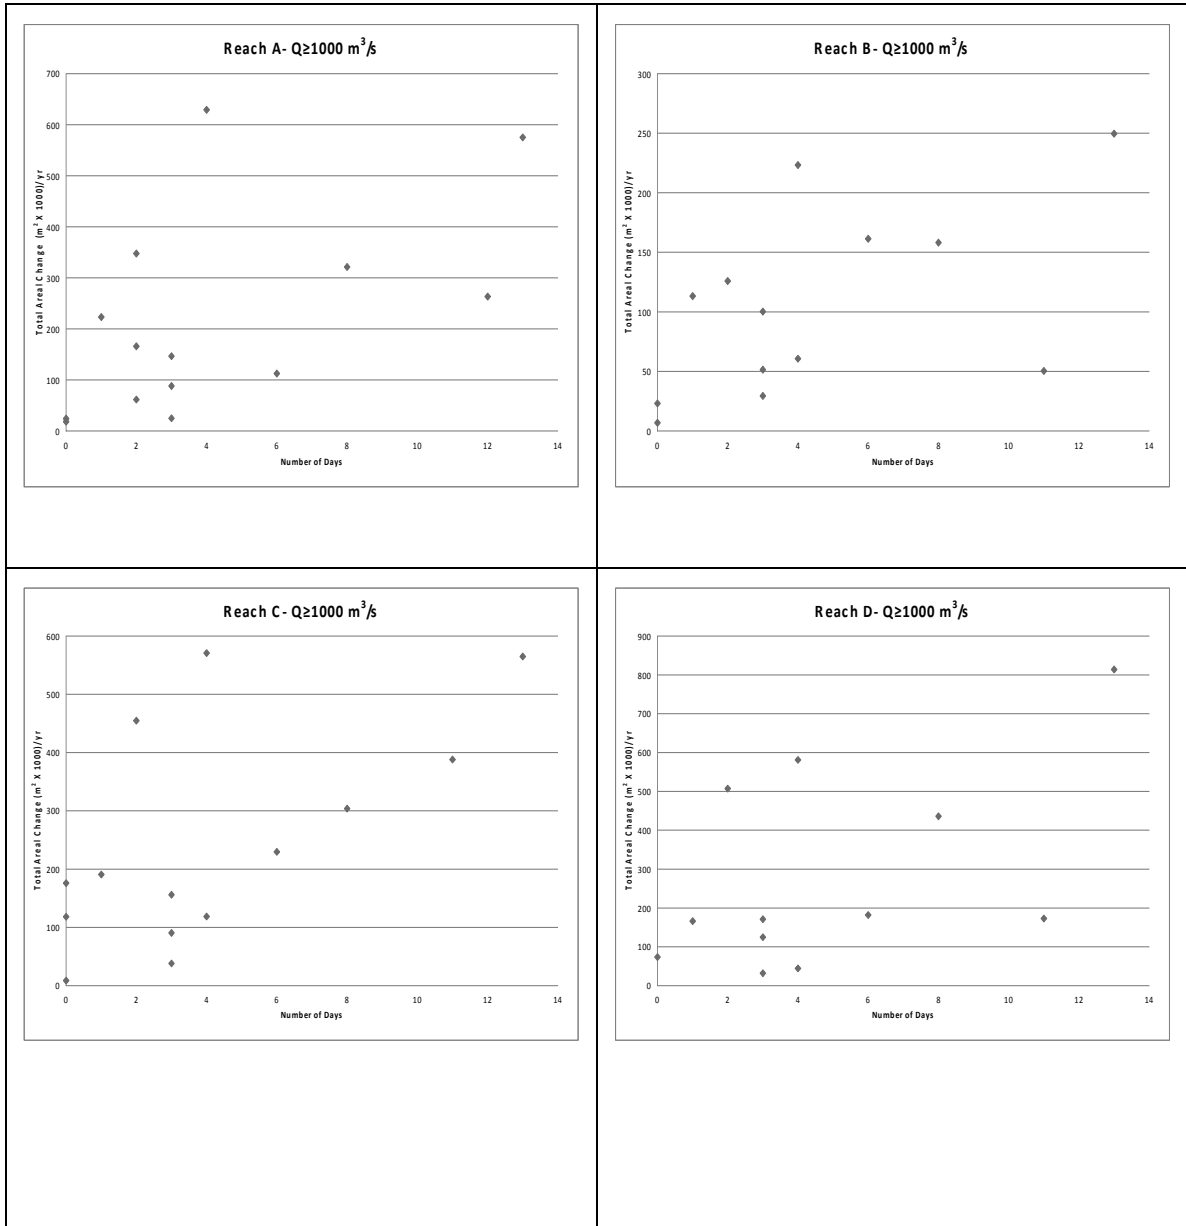 Reach A- Q≥1000 m³/s
Total Areal Change (m² X 1000)/yr
700
600
500
400
300
200
100
0
0 2 4 6 8 10 12 14
Number of Days
Reach B- Q≥1000 m³/s
Total Areal Change (m² X 1000)/yr
300
250
200
150
100
50
0
0 2 4 6 8 10 12 14
Number of Days
Reach C- Q≥1000 m³/s
Total Areal Change (m² X 1000)/yr
600
500
400
300
200
100
0
0 2 4 6 8 10 12 14
Number of Days
Reach D- Q≥1000 m³/s
Total Areal Change (m² X 1000)/yr
900
800
700
600
500
400
300
200
100
0
0 2 4 6 8 10 12 14
Number of Days